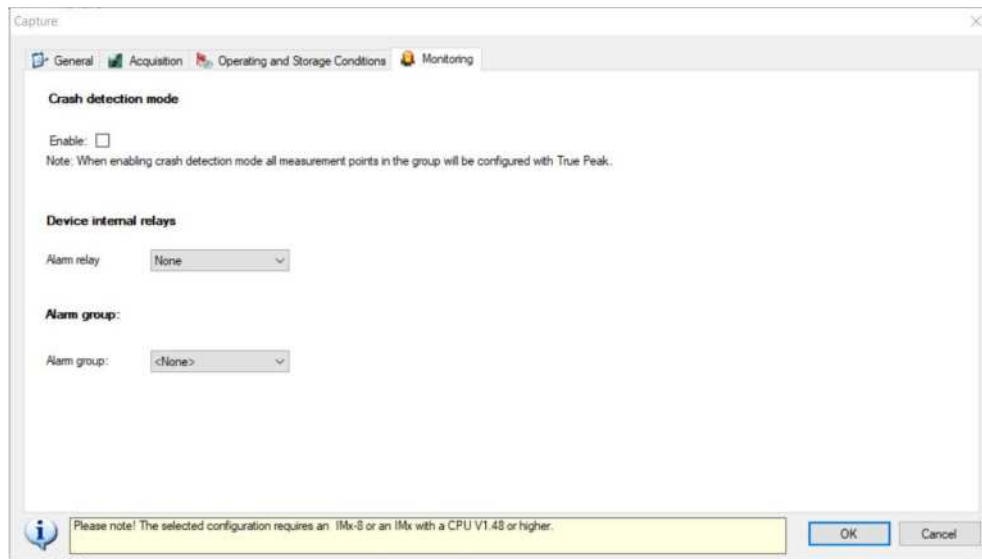 Capture
General Acquisition Operating and Storage Conditions Monitoring
Crash detection mode
Enable:
Note: When enabling crash detection mode all measurement points in the group will be configured with True Peak.
Device internal relays
Alarm relay None
Alarm group:
Alarm group: <None>
Please note! The selected configuration requires an IMx-8 or an IMx with a CPU V1.48 or higher.
OK Cancel